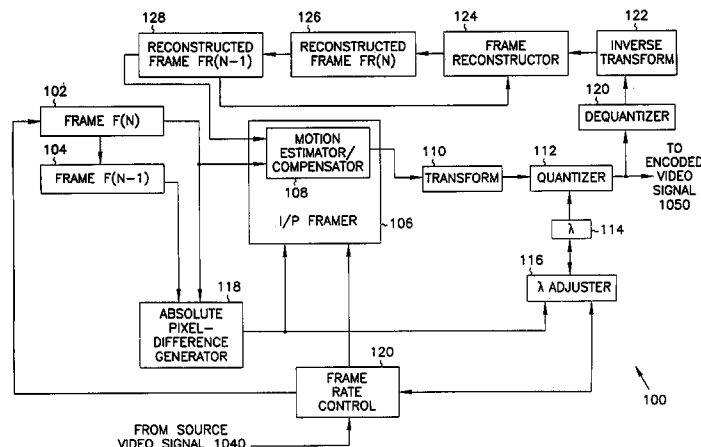 128
RECONSTRUCTED
FRAME FR(N-1)
126
RECONSTRUCTED
FRAME FR(N)
124
FRAME
RECONSTRUCTOR
122
INVERSE
TRANSFORM
120
DEQUANTIZER
102
FRAME F(N)
104
FRAME F(N-1)
MOTION
ESTIMATOR/
COMPENSATOR
108
I/P FRAMER
106
110
TRANSFORM
112
QUANTIZER
TO
ENCODED
VIDEO
SIGNAL
1050
λ
114
116
λ ADJUSTER
118
ABSOLUTE
PIXEL-
DIFFERENCE
GENERATOR
120
FRAME
RATE
CONTROL
100
FROM SOURCE
VIDEO SIGNAL 1040